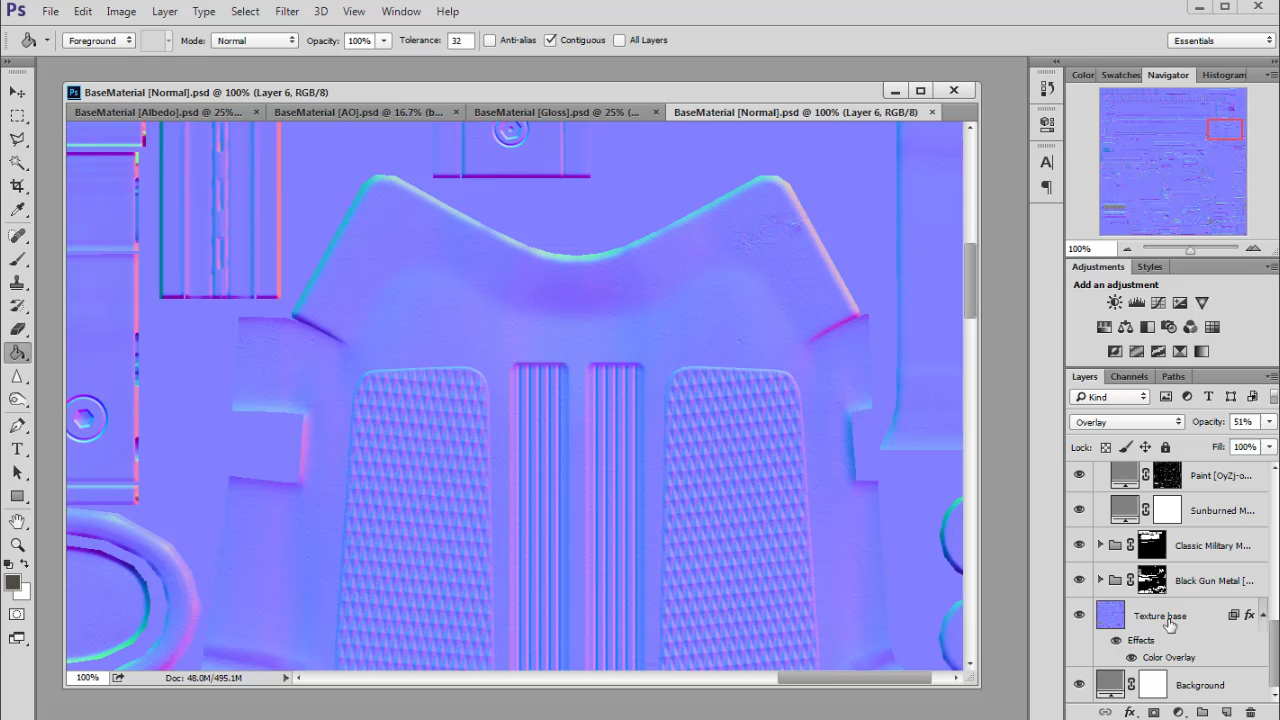 Ps File Edit Image Layer Type Select Filter 3D View Window Help
Foreground Mode: Normal Opacity: 100% Tolerance: 32 Anti-alias Contiguous All Layers Essentials
BaseMaterial [Normal].psd @ 100% (Layer 6, RGB/8)
BaseMaterial [Albedo].psd @ 25%... BaseMaterial [AO].psd @ 16.7% (b... BaseMaterial [Gloss].psd @ 25% (... BaseMaterial [Normal].psd @ 100% (Layer 6, RGB/8)
Color Swatches Navigator Histogram
100%
Adjustments Styles
Add an adjustment
Layers Channels Paths
Kind
Overlay Opacity: 51%
Lock: Fill: 100%
Paint [OyZj-o...
Sunburned M...
Classic Military M...
Black Gun Metal [...
Texture base fx
Effects
Color Overlay
Background
100% Doc: 48.0M/495.1M